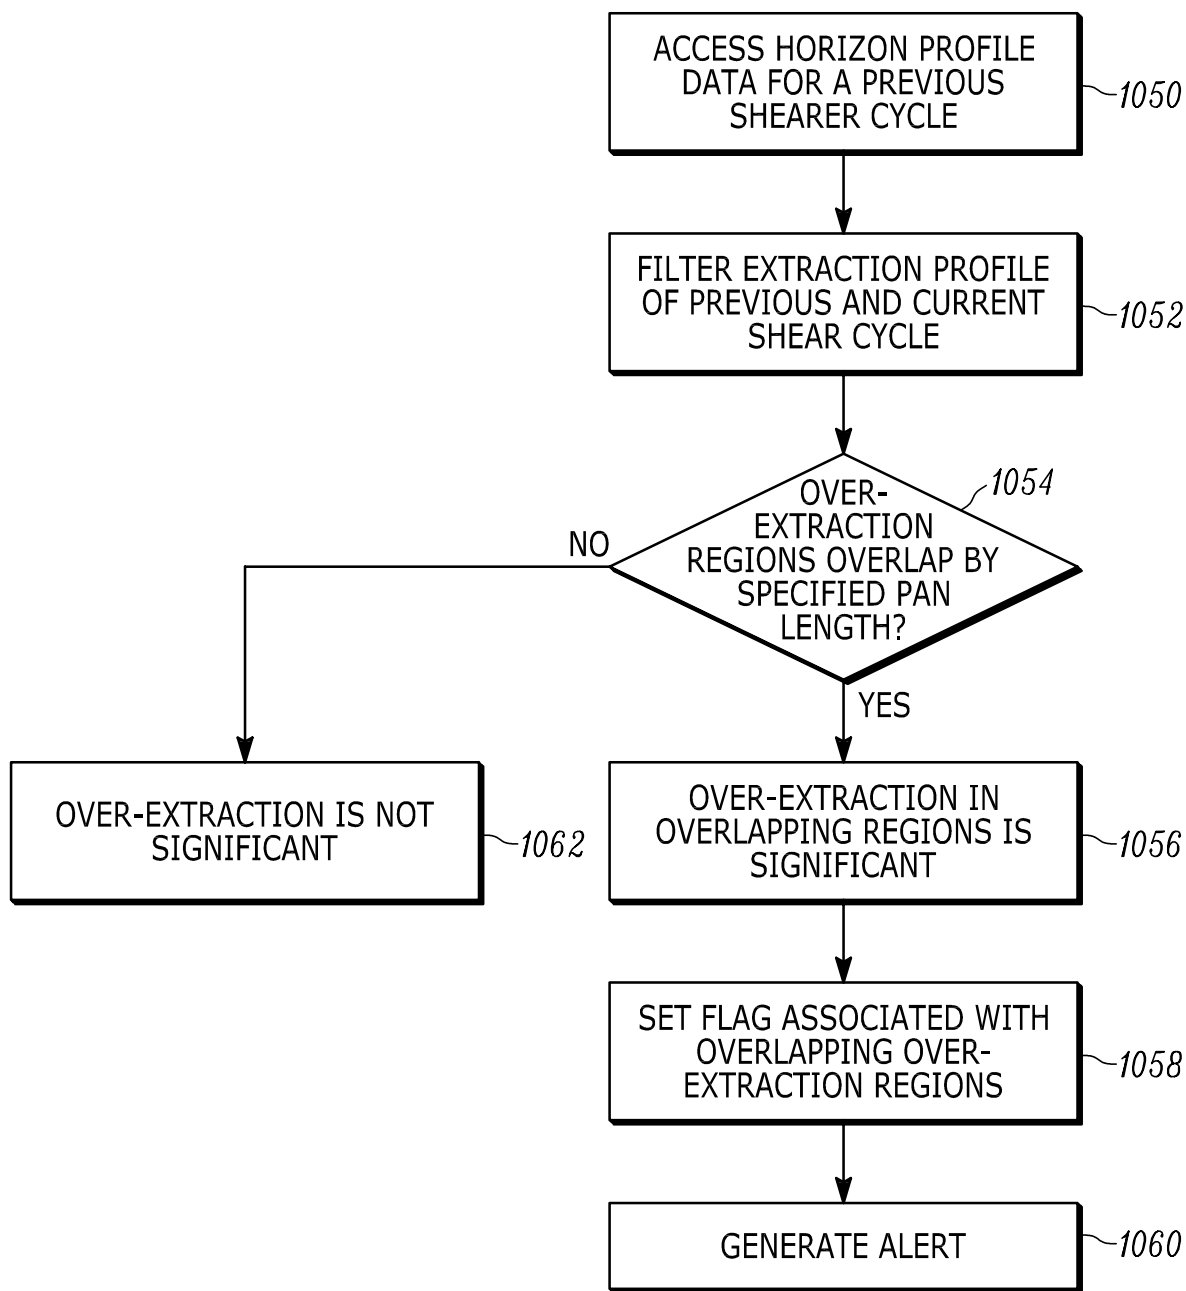 ACCESS HORIZON PROFILE
DATA FOR A PREVIOUS
SHEARER CYCLE
1050
FILTER EXTRACTION PROFILE
OF PREVIOUS AND CURRENT
SHEAR CYCLE
1052
OVER-
EXTRACTION
REGIONS OVERLAP BY
SPECIFIED PAN
LENGTH?
1054
NO
YES
OVER-EXTRACTION IS NOT
SIGNIFICANT
1062
OVER-EXTRACTION IN
OVERLAPPING REGIONS IS
SIGNIFICANT
1056
SET FLAG ASSOCIATED WITH
OVERLAPPING OVER-
EXTRACTION REGIONS
1058
GENERATE ALERT
1060